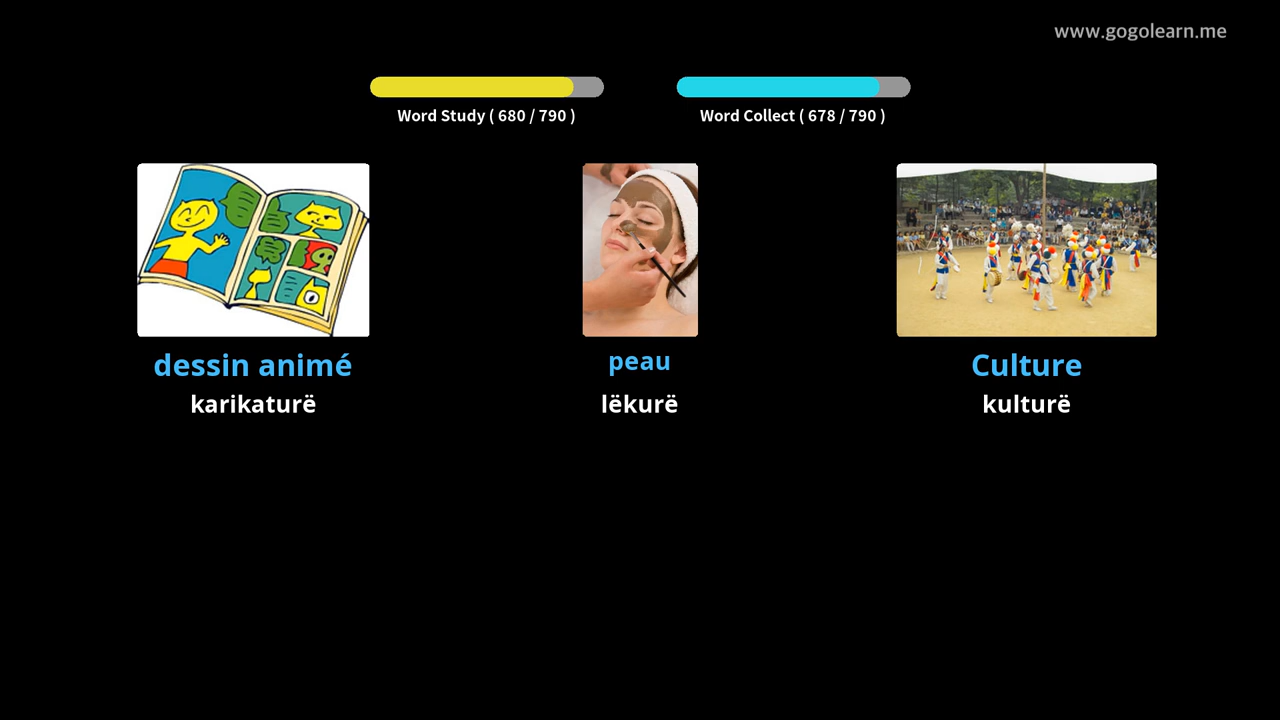 www.gogolearn.me
Word Study ( 680 / 790 )
Word Collect ( 678 / 790 )
dessin animé
karikaturë
peau
lëkurë
Culture
kulturë